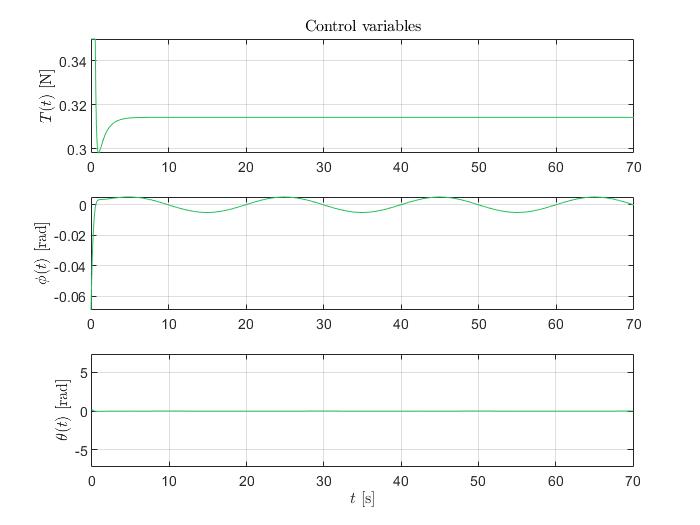 Control variables
T(t) [N]
0.34
0.32
0.3
0 10 20 30 40 50 60 70
ϕ(t) [rad]
0
-0.02
-0.04
-0.06
0 10 20 30 40 50 60 70
θ(t) [rad]
5
0
-5
0 10 20 30 40 50 60 70
t [s]